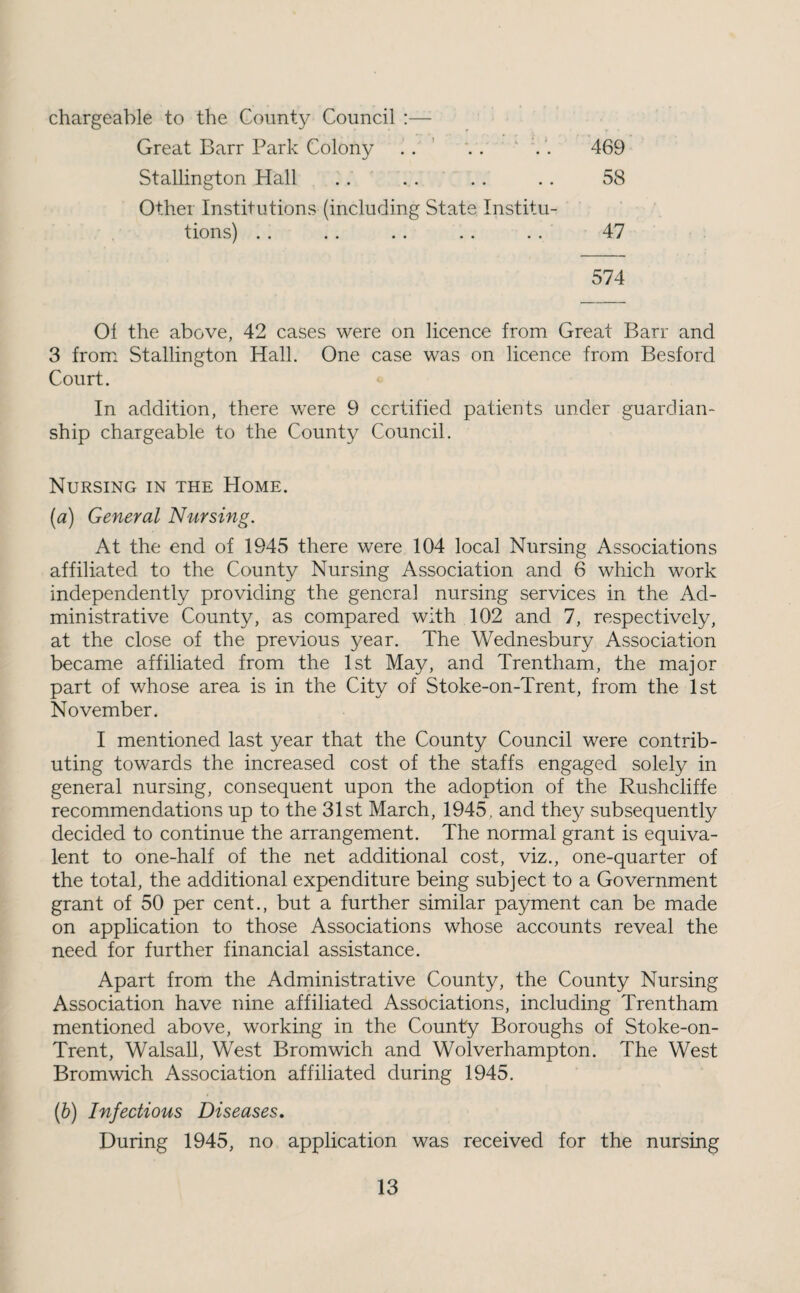 chargeable to the County Council :—
Great Barr Park Colony .. .. .. 469
Stallington Hall .. .. .. .. 58
Other Institutions (including State Institu-
tions) .. .. .. .. .. 47
574
Of the above, 42 cases were on licence from Great Barr and
3 from Stallington Hall. One case was on licence from Besford
Court.
In addition, there were 9 certified patients under guardian-
ship chargeable to the County Council.
Nursing in the Home.
(a) General Nursing.
At the end of 1945 there were 104 local Nursing Associations
affiliated to the County Nursing Association and 6 which work
independently providing the general nursing services in the Ad-
ministrative County, as compared with 102 and 7, respectively,
at the close of the previous year. The Wednesbury Association
became affiliated from the 1st May, and Trentham, the major
part of whose area is in the City of Stoke-on-Trent, from the 1st
November.
I mentioned last year that the County Council were contrib-
uting towards the increased cost of the staffs engaged solely in
general nursing, consequent upon the adoption of the Rushcliffe
recommendations up to the 31st March, 1945, and they subsequently
decided to continue the arrangement. The normal grant is equiva-
lent to one-half of the net additional cost, viz., one-quarter of
the total, the additional expenditure being subject to a Government
grant of 50 per cent., but a further similar payment can be made
on application to those Associations whose accounts reveal the
need for further financial assistance.
Apart from the Administrative County, the County Nursing
Association have nine affiliated Associations, including Trentham
mentioned above, working in the County Boroughs of Stoke-on-
Trent, Walsall, West Bromwich and Wolverhampton. The West
Bromwich Association affiliated during 1945.
(b) Infectious Diseases.
During 1945, no application was received for the nursing
13